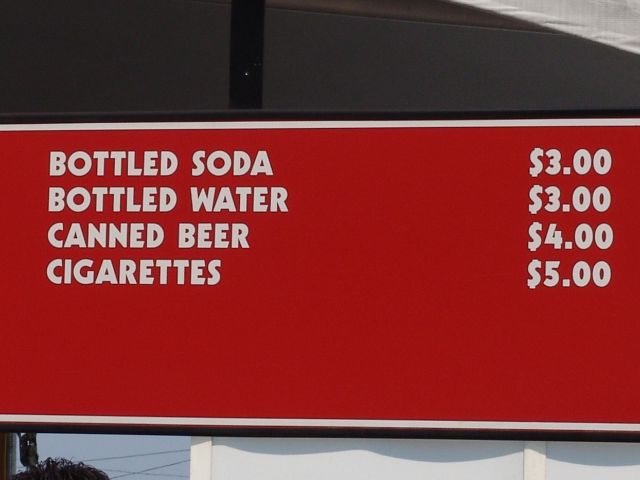 BOTTLED SODA $3.00
BOTTLED WATER $3.00
CANNED BEER $4.00
CIGARETTES $5.00